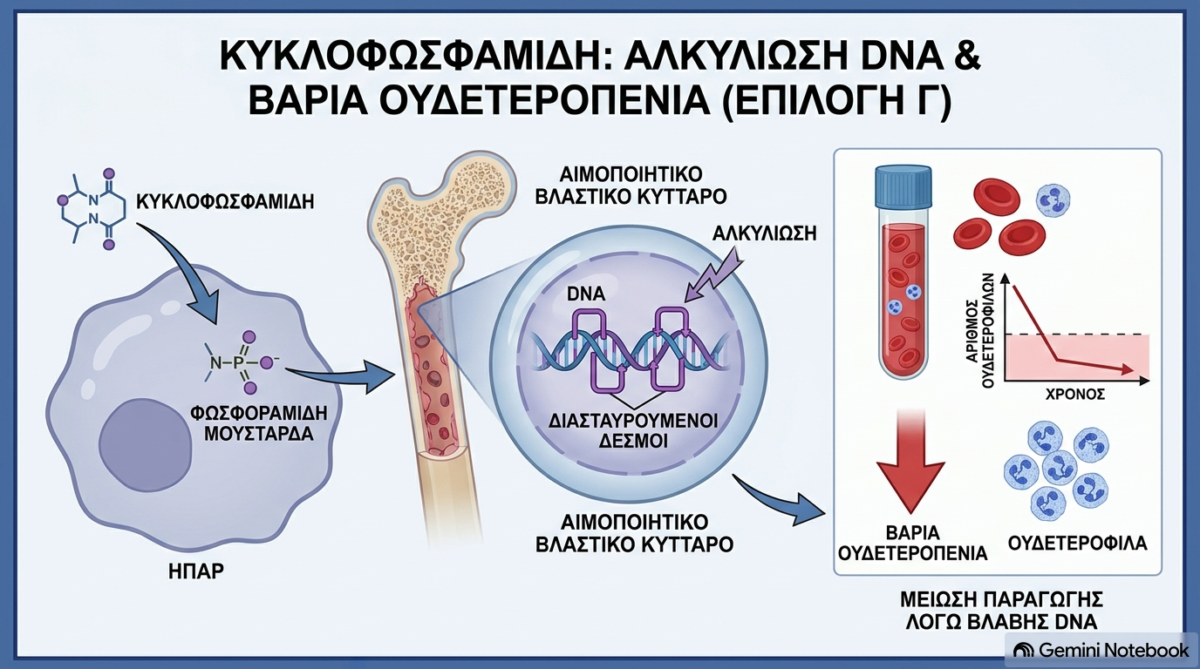 ΚΥΚΛΟΦΩΣΦΑΜΙΔΗ: ΑΛΚΥΛΙΩΣΗ DNA &
ΒΑΡΙΑ ΟΥΔΕΤΕΡΟΠΕΝΙΑ (ΕΠΙΛΟΓΗ Γ)
ΚΥΚΛΟΦΩΣΦΑΜΙΔΗ
N
N
N–P–O⁻
ΦΩΣΦΟΡΑΜΙΔΗ
ΜΟΥΣΤΑΡΔΑ
ΗΠΑΡ
ΑΙΜΟΠΟΙΗΤΙΚΟ
ΒΛΑΣΤΙΚΟ ΚΥΤΤΑΡΟ
ΑΛΚΥΛΙΩΣΗ
DNA
ΔΙΑΣΤΑΥΡΟΥΜΕΝΟΙ
ΔΕΣΜΟΙ
ΑΙΜΟΠΟΙΗΤΙΚΟ
ΒΛΑΣΤΙΚΟ ΚΥΤΤΑΡΟ
ΑΡΙΘΜΟΣ
ΟΥΔΕΤΕΡΟΦΙΛΩΝ
ΧΡΟΝΟΣ
ΒΑΡΙΑ
ΟΥΔΕΤΕΡΟΠΕΝΙΑ
ΟΥΔΕΤΕΡΟΦΙΛΑ
ΜΕΙΩΣΗ ΠΑΡΑΓΩΓΗΣ
ΛΟΓΩ ΒΛΑΒΗΣ DNA
Gemini Notebook